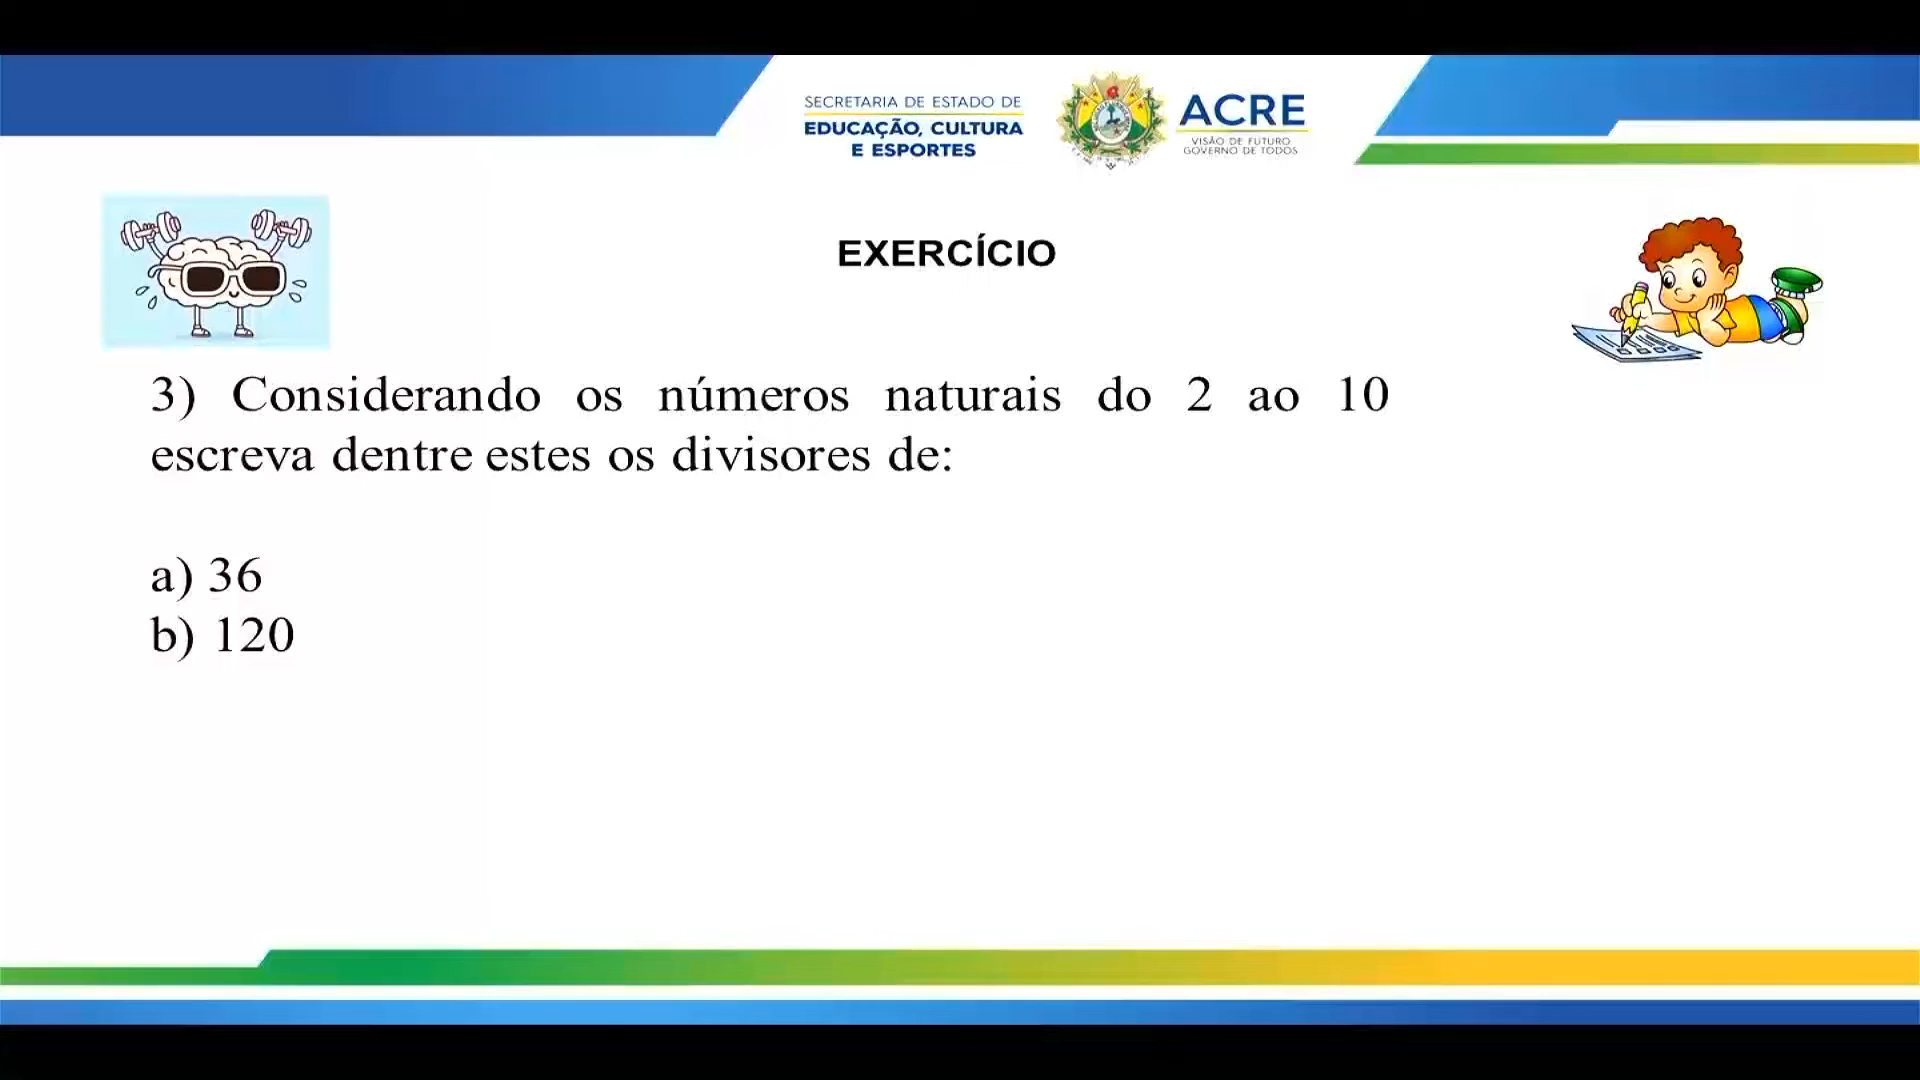 SECRETARIA DE ESTADO DE
EDUCAÇÃO, CULTURA
E ESPORTES
ACRE
VISÃO DE FUTURO
GOVERNO DE TODOS
EXERCÍCIO
3) Considerando os números naturais do 2 ao 10
escreva dentre estes os divisores de:
a) 36
b) 120